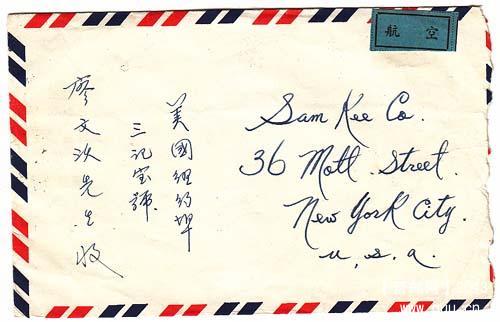 航空
Sam Kee Co.
36 Mott Street.
New York City.
U.S.A.
美國紐約埠
三記宝號
廖文汝先生收